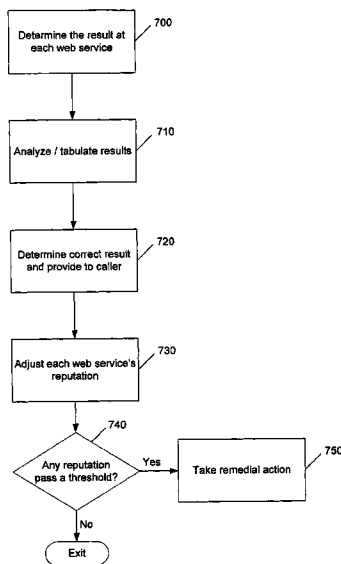 Determine the result at
each web service
700
Analyze / tabulate results
710
Determine correct result
and provide to caller
720
Adjust each web service's
reputation
730
740
Any reputation
pass a threshold?
Yes
Take remedial action
750
No
Exit